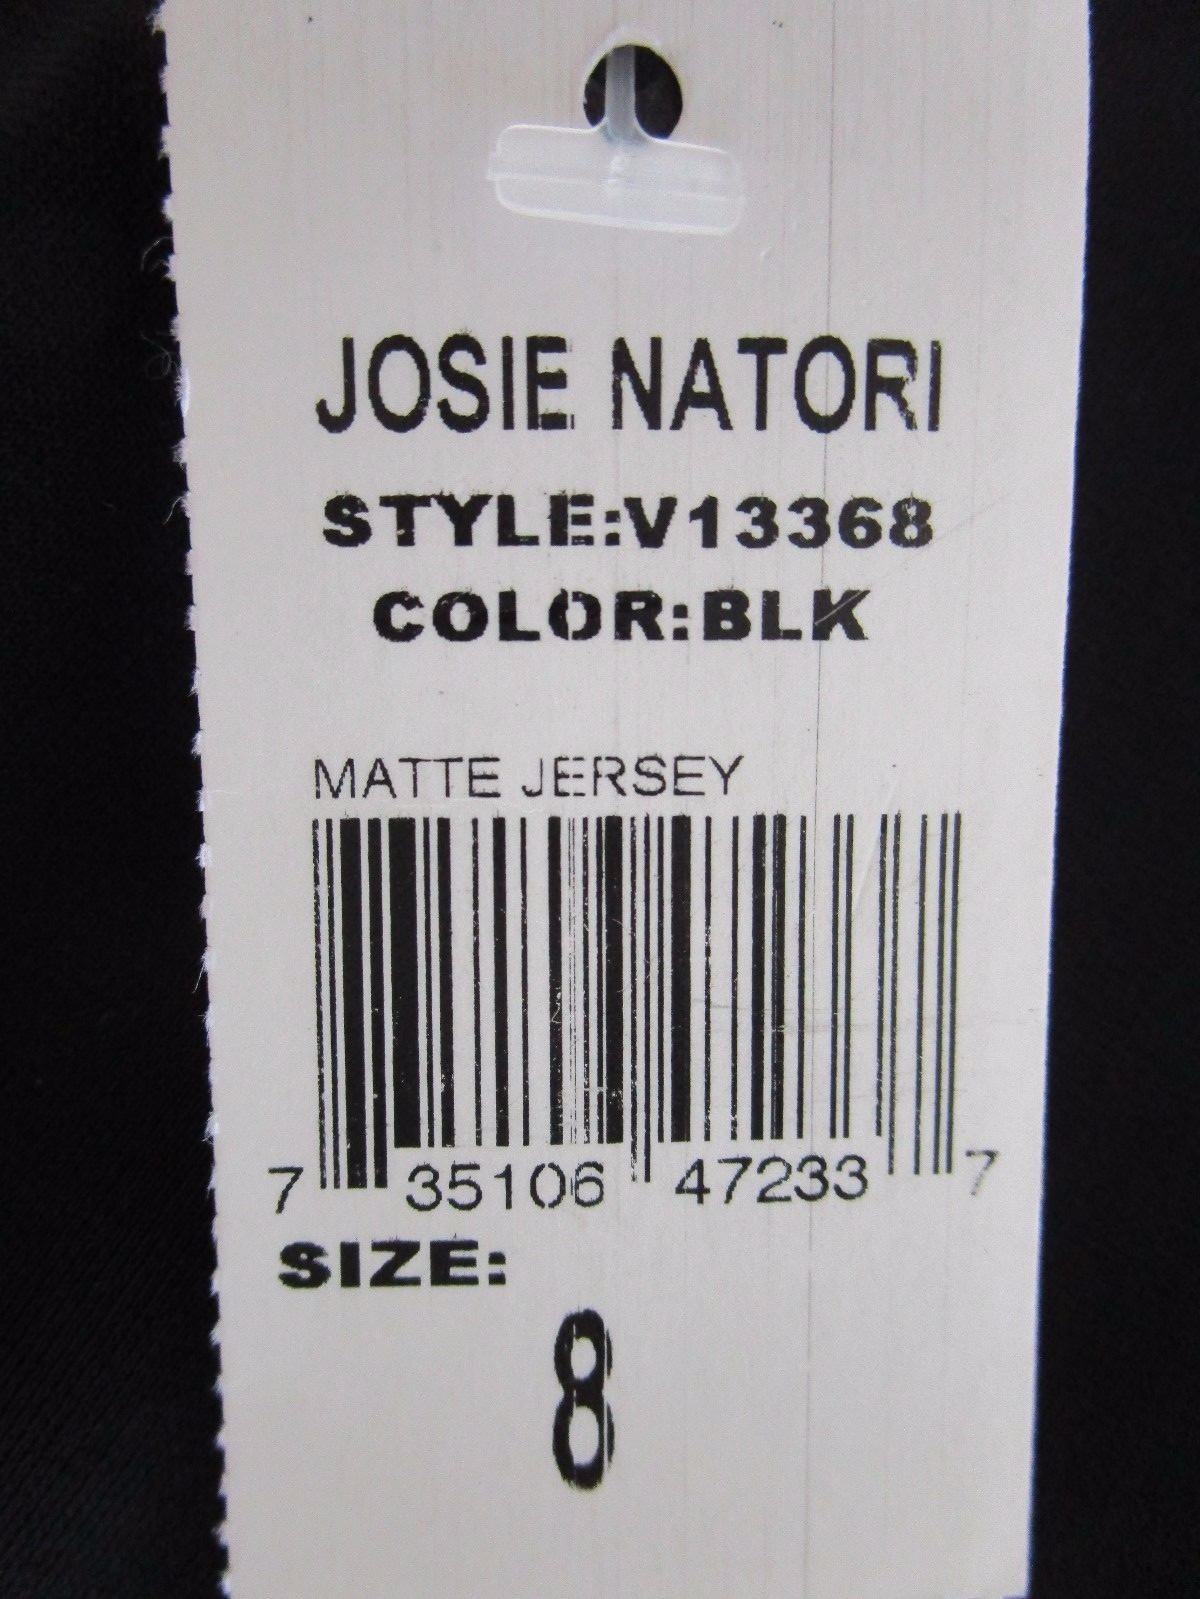 JOSIE NATORI
STYLE:V13368
COLOR:BLK
MATTE JERSEY
7 35106 47233 7
SIZE:
8